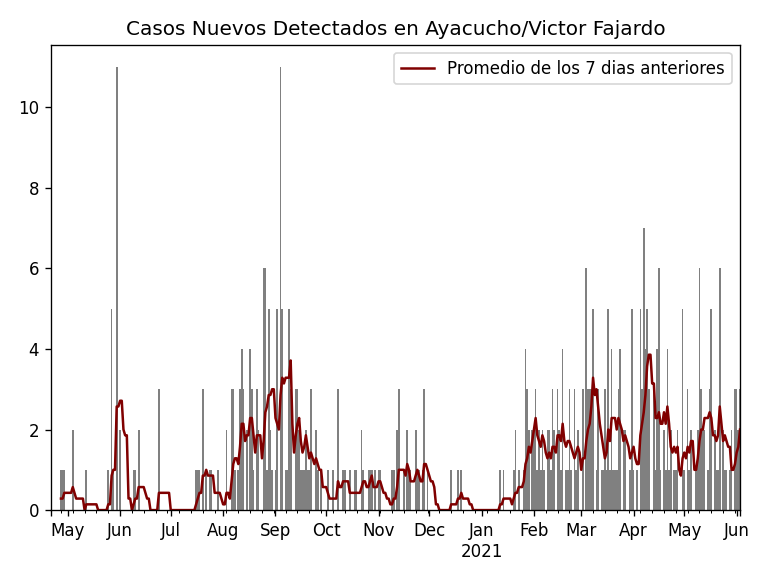 Casos Nuevos Detectados en Ayacucho/Victor Fajardo
Promedio de los 7 dias anteriores
10
8
6
4
2
0
May Jun Jul Aug Sep Oct Nov Dec Jan Feb Mar Apr May Jun
2021